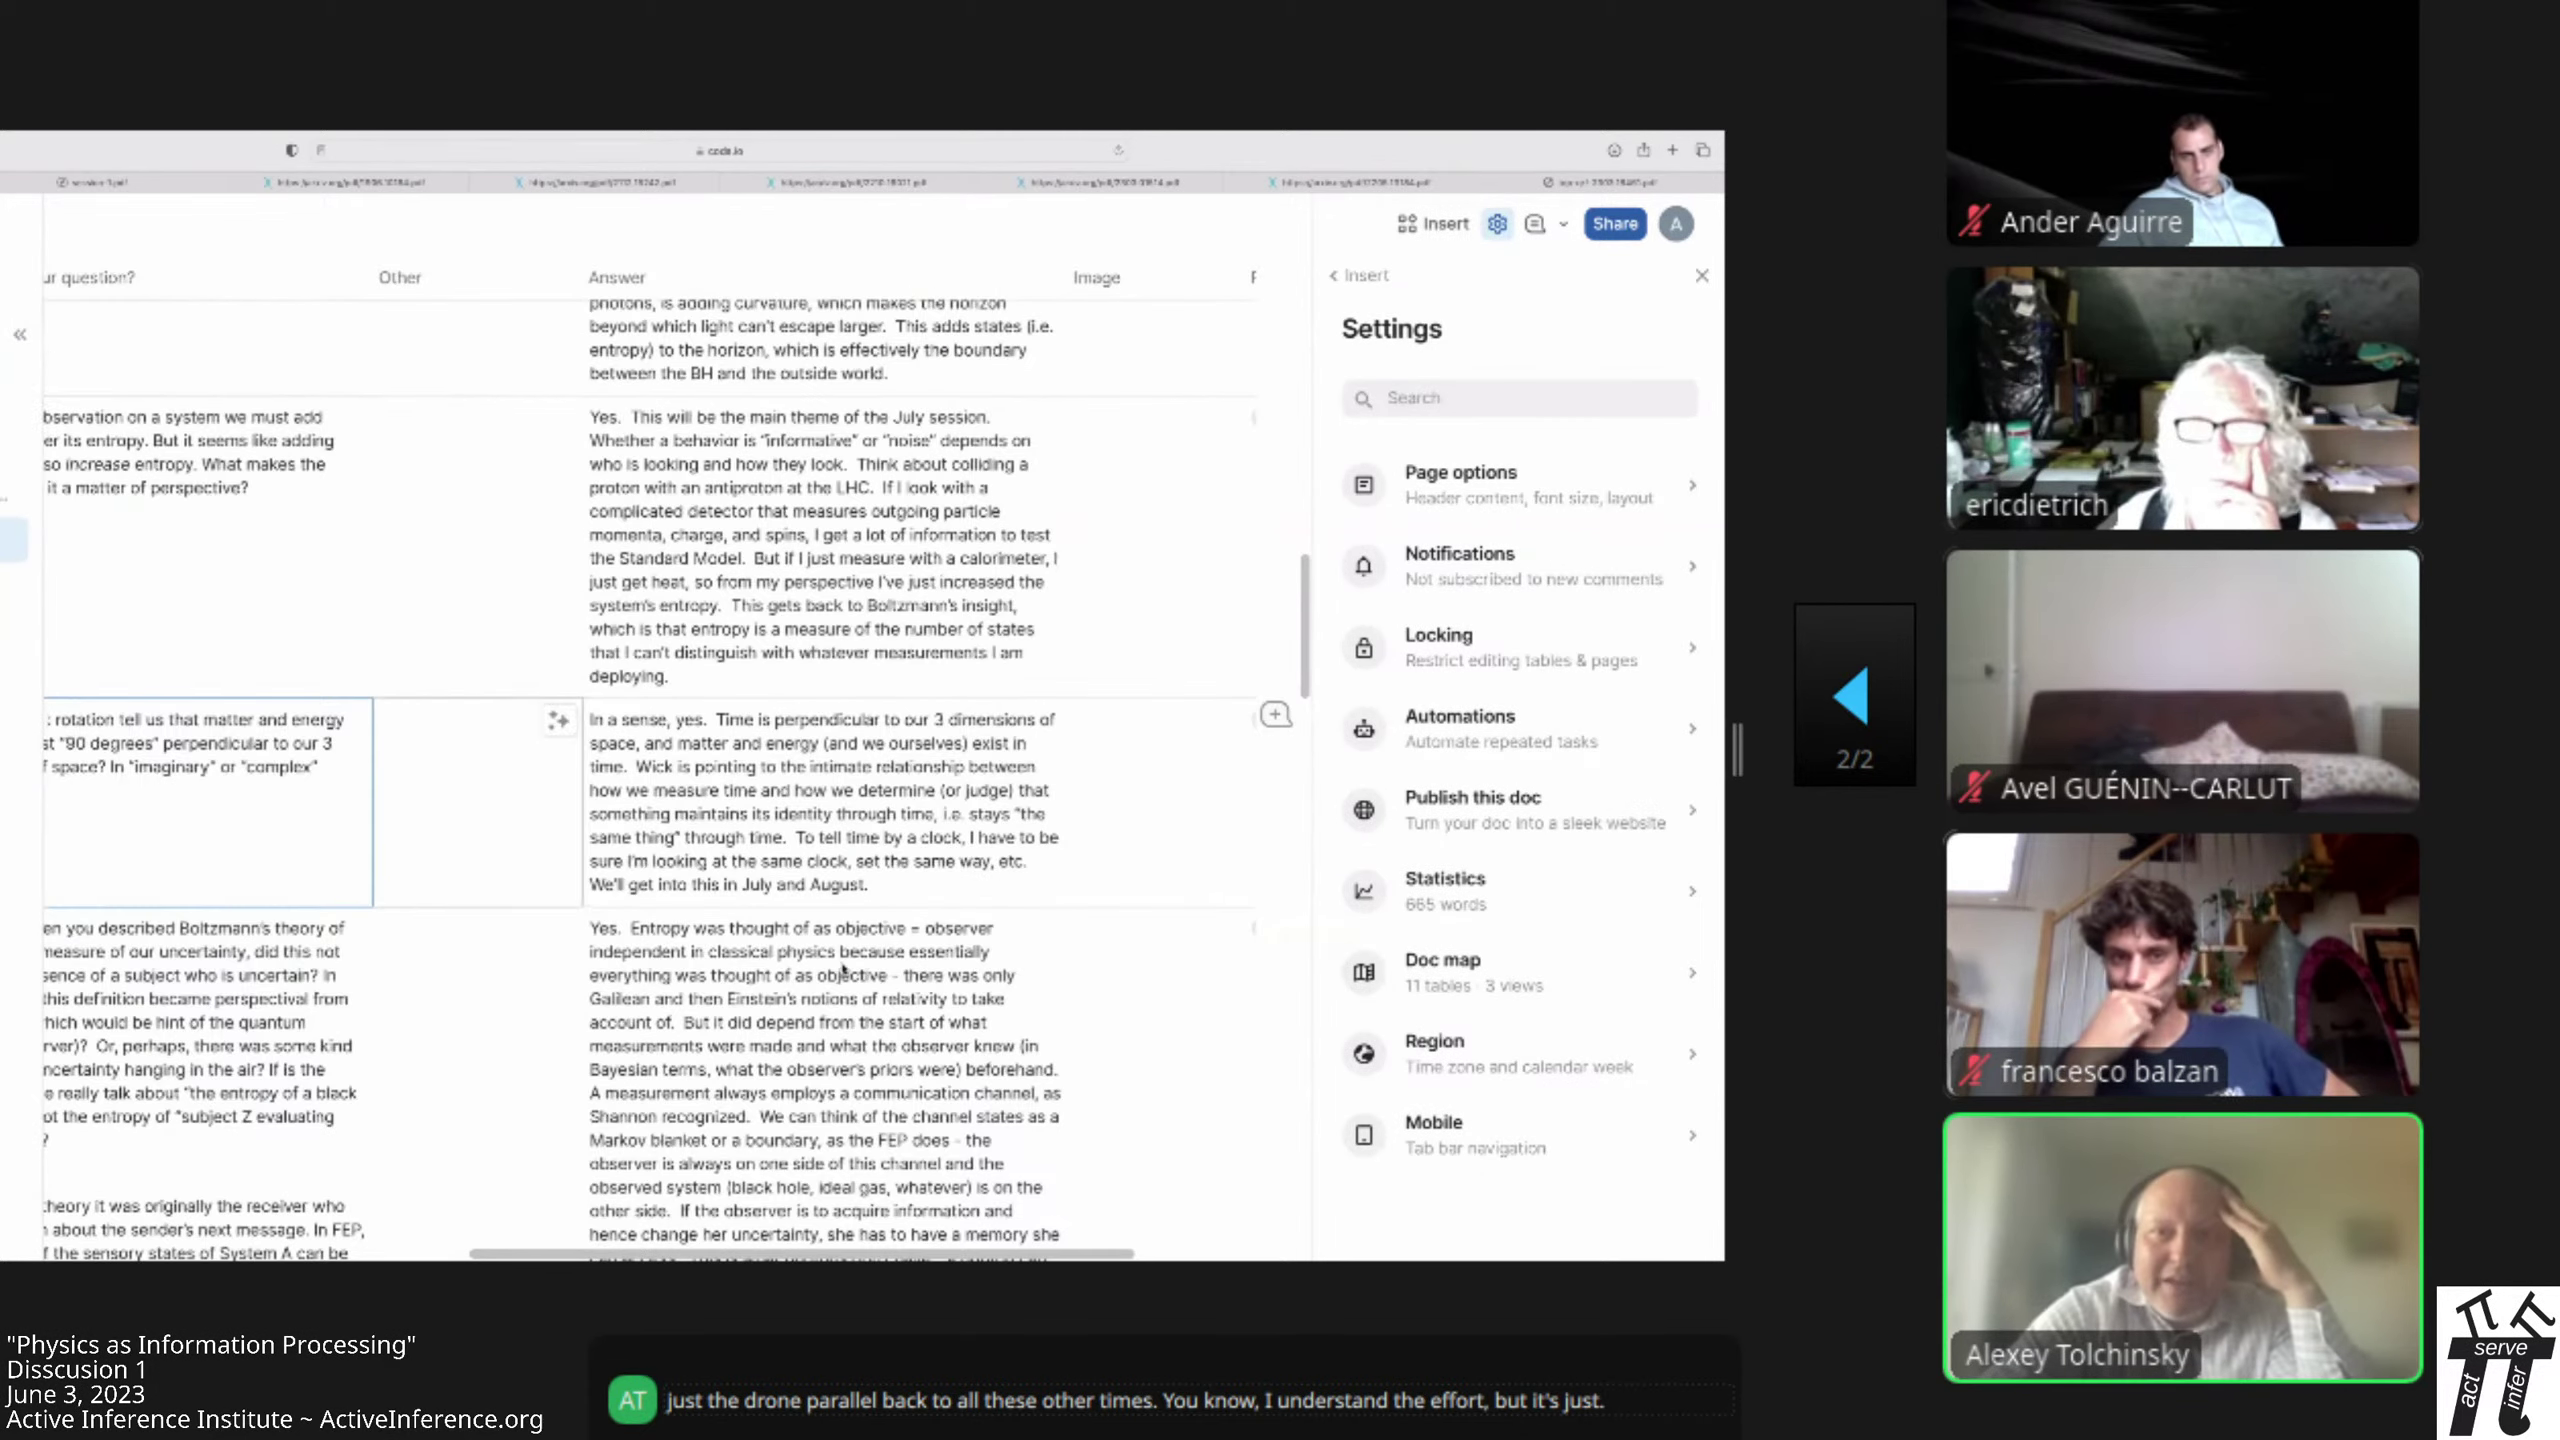 coda.io
session-1.pdf
Insert
Share
A
ur question?
Other
Answer
Image
photons, is adding curvature, which makes the horizon
beyond which light can't escape larger. This adds states (i.e.
entropy) to the horizon, which is effectively the boundary
between the BH and the outside world.
bservation on a system we must add
er its entropy. But it seems like adding
so increase entropy. What makes the
it a matter of perspective?
Yes. This will be the main theme of the July session.
Whether a behavior is "informative" or "noise" depends on
who is looking and how they look. Think about colliding a
proton with an antiproton at the LHC. If I look with a
complicated detector that measures outgoing particle
momenta, charge, and spins, I get a lot of information to test
the Standard Model. But if I just measure with a calorimeter, I
just get heat, so from my perspective I've just increased the
system's entropy. This gets back to Boltzmann's insight,
which is that entropy is a measure of the number of states
that I can't distinguish with whatever measurements I am
deploying.
: rotation tell us that matter and energy
st "90 degrees" perpendicular to our 3
f space? In "imaginary" or "complex"
In a sense, yes. Time is perpendicular to our 3 dimensions of
space, and matter and energy (and we ourselves) exist in
time. Wick is pointing to the intimate relationship between
how we measure time and how we determine (or judge) that
something maintains its identity through time, i.e. stays "the
same thing" through time. To tell time by a clock, I have to be
sure I'm looking at the same clock, set the same way, etc.
We'll get into this in July and August.
en you described Boltzmann's theory of
measure of our uncertainty, did this not
sence of a subject who is uncertain? In
this definition became perspectival from
hich would be hint of the quantum
rver)? Or, perhaps, there was some kind
ncertainty hanging in the air? If is the
e really talk about "the entropy of a black
ot the entropy of "subject Z evaluating
?
theory it was originally the receiver who
n about the sender's next message. In FEP,
f the sensory states of System A can be
Yes. Entropy was thought of as objective = observer
independent in classical physics because essentially
everything was thought of as objective - there was only
Galilean and then Einstein's notions of relativity to take
account of. But it did depend from the start of what
measurements were made and what the observer knew (in
Bayesian terms, what the observer's priors were) beforehand.
A measurement always employs a communication channel, as
Shannon recognized. We can think of the channel states as a
Markov blanket or a boundary, as the FEP does - the
observer is always on one side of this channel and the
observed system (black hole, ideal gas, whatever) is on the
other side. If the observer is to acquire information and
hence change her uncertainty, she has to have a memory she
Insert
Settings
Search
Page options
Header content, font size, layout
Notifications
Not subscribed to new comments
Locking
Restrict editing tables & pages
Automations
Automate repeated tasks
Publish this doc
Turn your doc into a sleek website
Statistics
665 words
Doc map
11 tables · 3 views
Region
Time zone and calendar week
Mobile
Tab bar navigation
2/2
Ander Aguirre
ericdietrich
Avel GUÉNIN--CARLUT
francesco balzan
Alexey Tolchinsky
"Physics as Information Processing"
Disscusion 1
June 3, 2023
Active Inference Institute ~ ActiveInference.org
AT
just the drone parallel back to all these other times. You know, I understand the effort, but it's just.
serve
act
infer